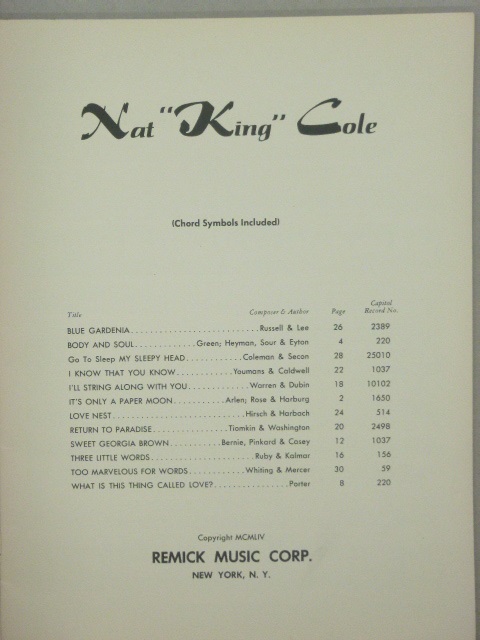 Nat "King" Cole
(Chord Symbols Included)
Title Composer & Author Page Capitol Record No.
BLUE GARDENIA..........................Russell & Lee 26 2389
BODY AND SOUL.............Green; Heyman, Sour & Eyton 4 220
Go To Sleep MY SLEEPY HEAD............Coleman & Secon 28 25010
I KNOW THAT YOU KNOW............Youmans & Caldwell 22 1037
I'LL STRING ALONG WITH YOU.............Warren & Dubin 18 10102
IT'S ONLY A PAPER MOON...........Arlen; Rose & Harburg 2 1650
LOVE NEST...........................Hirsch & Harbach 24 514
RETURN TO PARADISE................Tiomkin & Washington 20 2498
SWEET GEORGIA BROWN...........Bernie, Pinkard & Casey 12 1037
THREE LITTLE WORDS.....................Ruby & Kalmar 16 156
TOO MARVELOUS FOR WORDS............Whiting & Mercer 30 59
WHAT IS THIS THING CALLED LOVE?................Porter 8 220
Copyright MCMLIV
REMICK MUSIC CORP.
NEW YORK, N. Y.